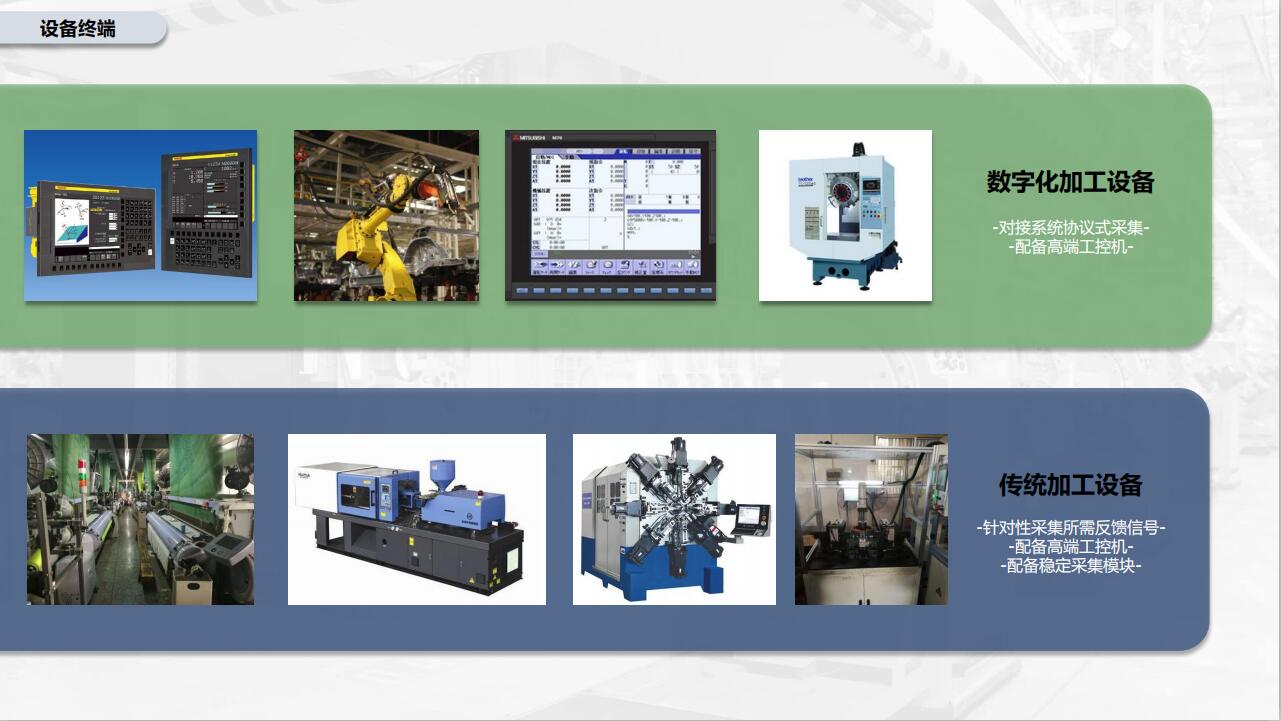 设备终端
MITSUBISHI M70
brother
数字化加工设备
-对接系统协议式采集-
-配备高端工控机-
传统加工设备
-针对性采集所需反馈信号-
-配备高端工控机-
-配备稳定采集模块-